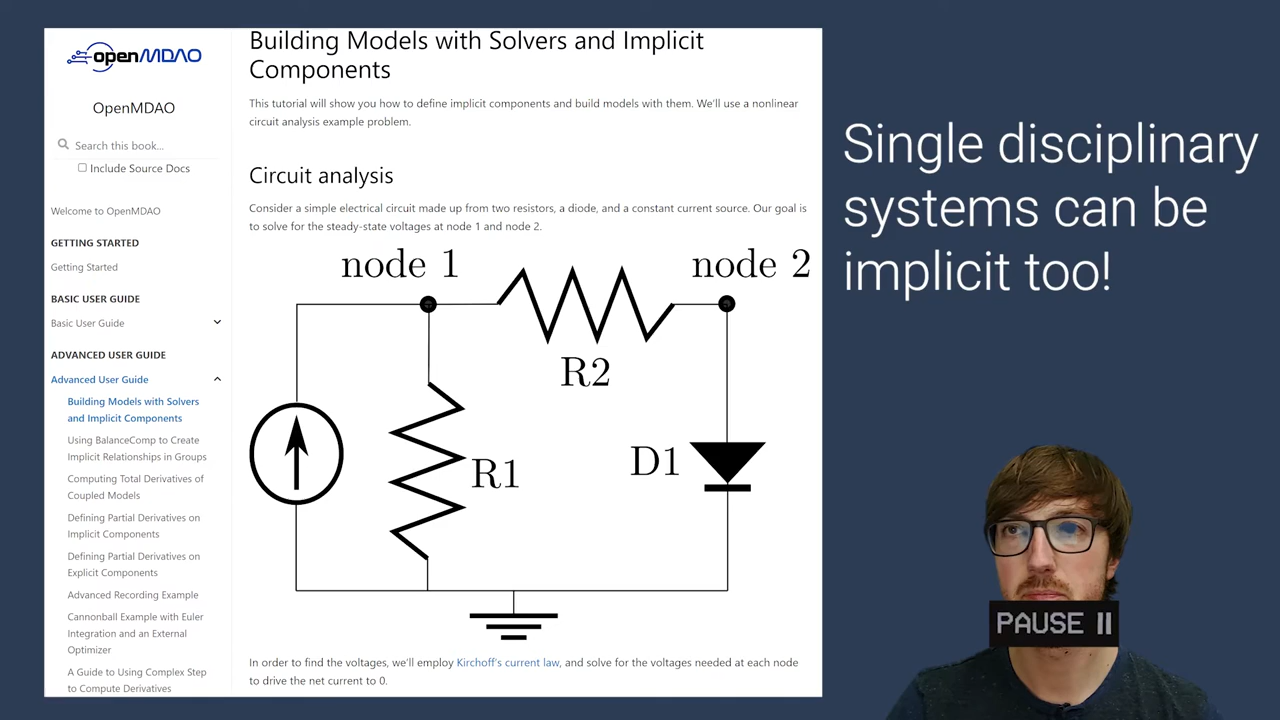 openMDAO
OpenMDAO
Search this book...
Include Source Docs
Welcome to OpenMDAO
GETTING STARTED
Getting Started
BASIC USER GUIDE
Basic User Guide
ADVANCED USER GUIDE
Advanced User Guide
Building Models with Solvers
and Implicit Components
Using BalanceComp to Create
Implicit Relationships in Groups
Computing Total Derivatives of
Coupled Models
Defining Partial Derivatives on
Implicit Components
Defining Partial Derivatives on
Explicit Components
Advanced Recording Example
Cannonball Example with Euler
Integration and an External
Optimizer
A Guide to Using Complex Step
to Compute Derivatives
Building Models with Solvers and Implicit
Components
This tutorial will show you how to define implicit components and build models with them. We'll use a nonlinear
circuit analysis example problem.
Circuit analysis
Consider a simple electrical circuit made up from two resistors, a diode, and a constant current source. Our goal is
to solve for the steady-state voltages at node 1 and node 2.
node 1
node 2
R2
D1
R1
In order to find the voltages, we'll employ Kirchoff's current law, and solve for the voltages needed at each node
to drive the net current to 0.
Single disciplinary
systems can be
implicit too!
PAUSE II